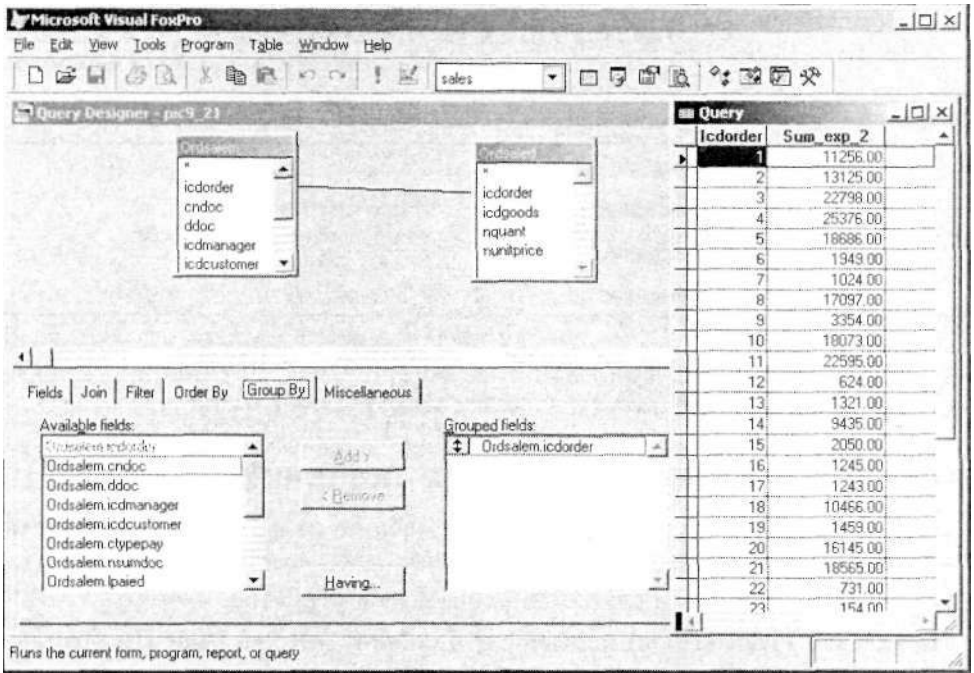 Microsoft Visual FoxPro
File Edit View Tools Program Table Window Help
sales
Query Designer - pic9_21
Query
Ordsalem
*
icdorder
cndoc
ddoc
icdmanager
icdcustomer
*
icdorder
icdgoods
nquant
nunitprice
Icdorder Sum_exp_2
1 11256.00
2 13125.00
3 22798.00
4 25376.00
5 18686.00
6 1949.00
7 1024.00
8 17097.00
9 3354.00
10 18073.00
11 22595.00
12 624.00
13 1321.00
14 9435.00
15 2050.00
16 1245.00
17 1243.00
18 10466.00
19 1459.00
20 16145.00
21 18565.00
22 731.00
23 154.00
Fields Join Filter Order By Group By Miscellaneous
Available fields:
Ordsalem.icdorder
Ordsalem.cndoc
Ordsalem.ddoc
Ordsalem.icdmanager
Ordsalem.icdcustomer
Ordsalem.ctypepay
Ordsalem.nsumdoc
Ordsalem.lpaied
Add >
< Remove
Having...
Grouped fields:
Ordsalem.icdorder
Runs the current form, program, report, or query